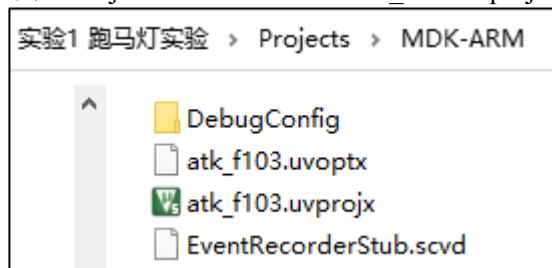 实验1 跑马灯实验 › Projects › MDK-ARM
DebugConfig
atk_f103.uvoptx
atk_f103.uvprojx
EventRecorderStub.scvd